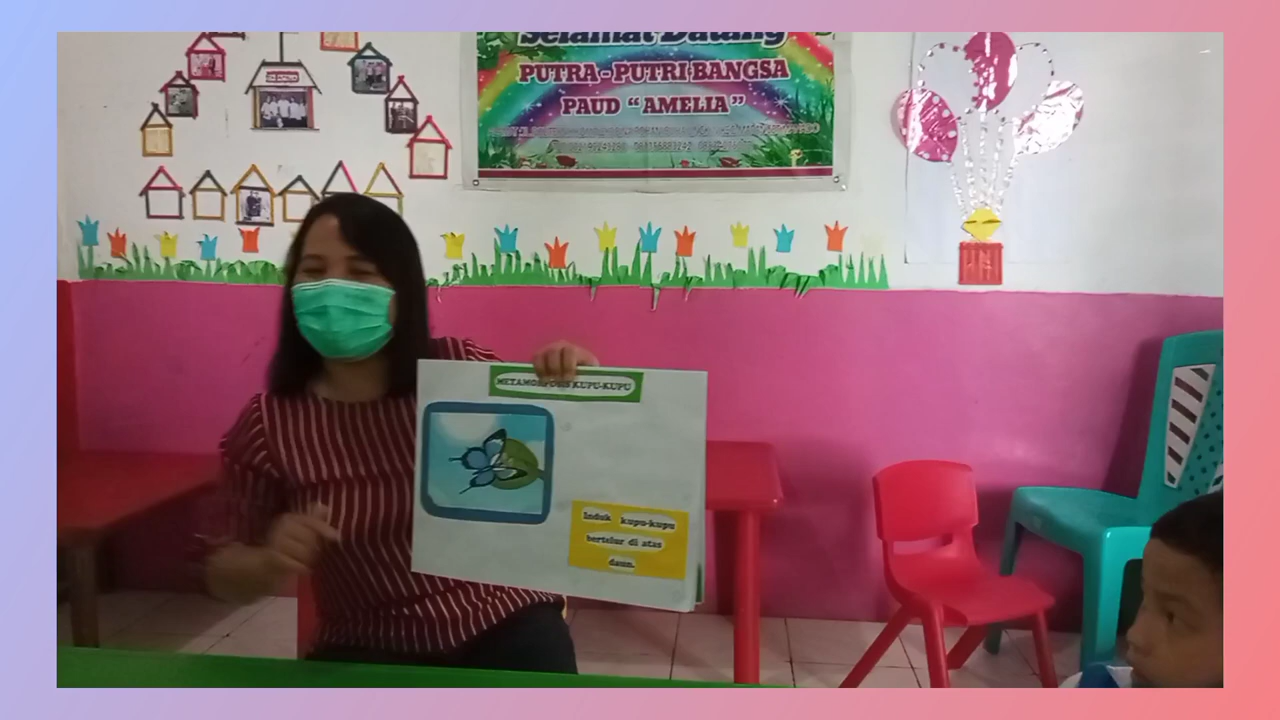 Selamat Datang
PUTRA - PUTRI BANGSA
PAUD “ AMELIA ”
METAMORFOSIS KUPU-KUPU
Induk kupu-kupu
bertelur di atas
daun.